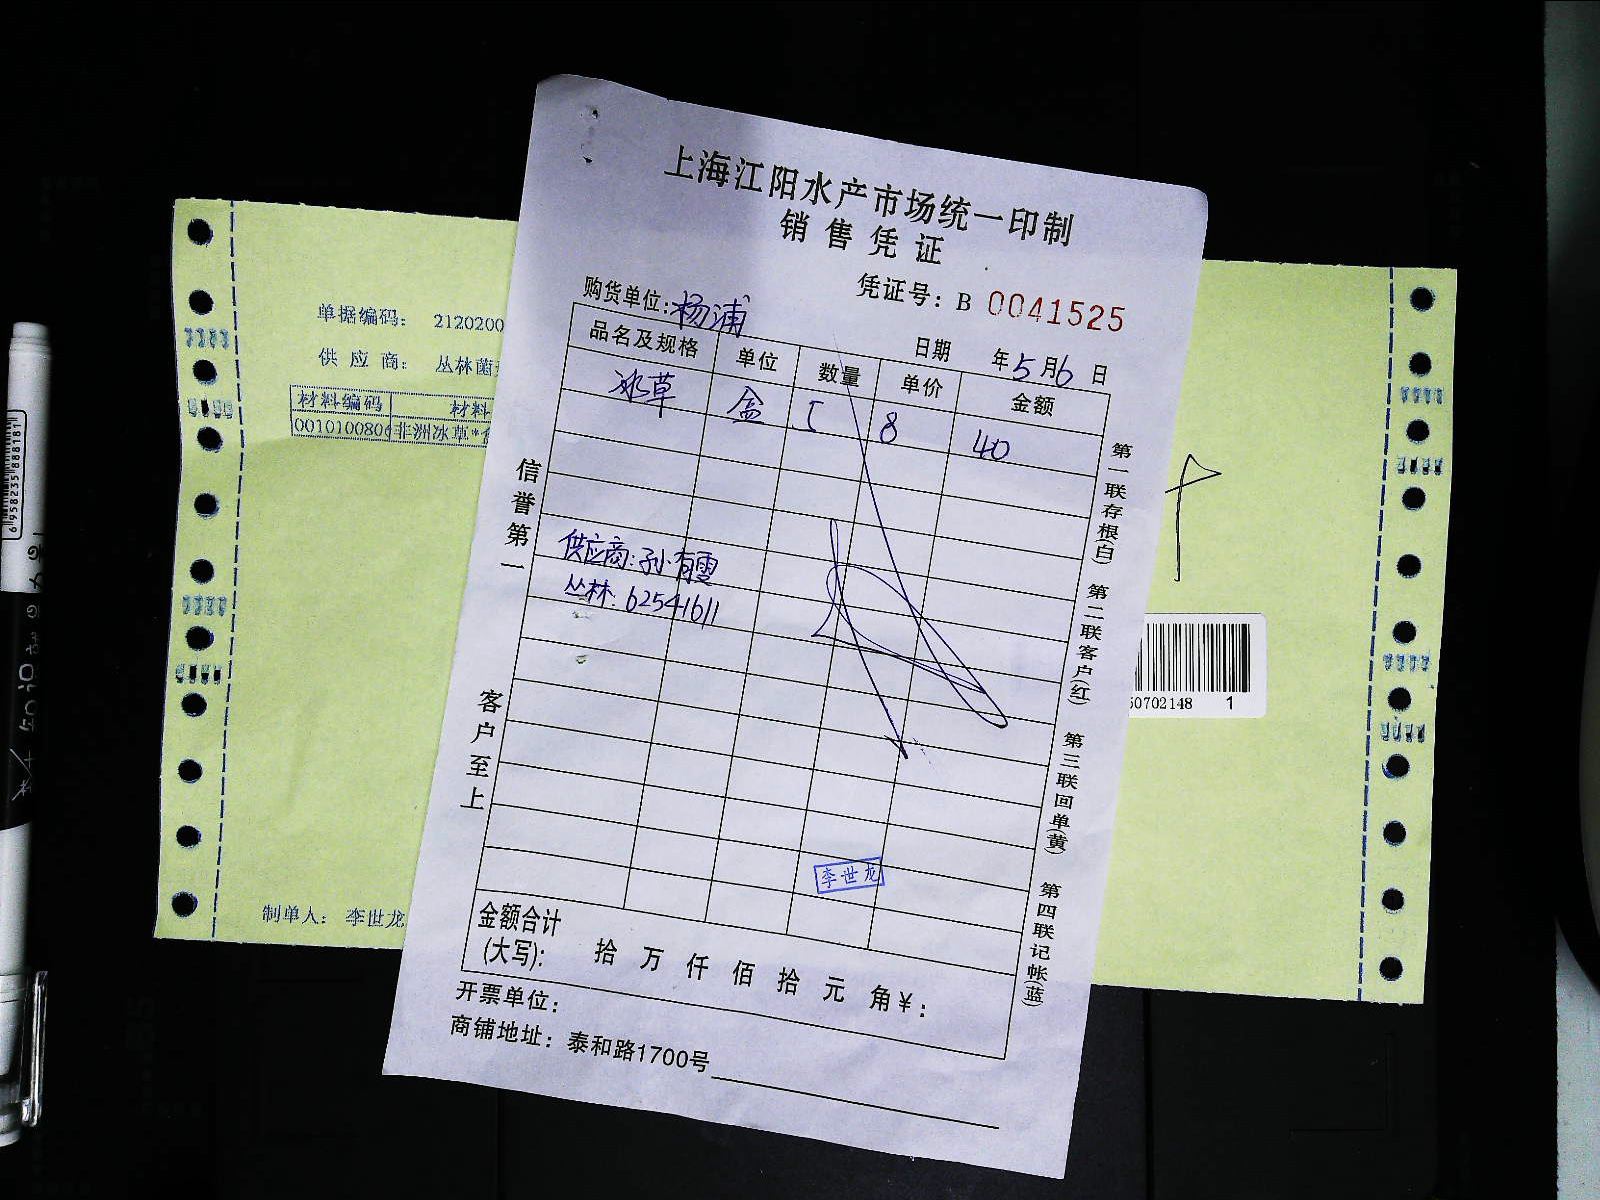 上海江阳水产市场统一印制
销售凭证
凭证号：B 0041525
购货单位：杨浦
日期 年5月6日
品名及规格 单位 数量 单价 金额
冰草 盒 5 8 40
供应商：孙有雪
丛林：62541611
信誉第一
客户至上
第一联存根(白) 第二联客户(红) 第三联回单(黄) 第四联记帐(蓝)
李世龙
金额合计
(大写)： 拾 万 仟 佰 拾 元 角 ¥：
开票单位：
商铺地址：泰和路1700号
单据编码： 2120200
供应商： 丛林菌
材料编码 材料
0010100806 非洲冰草*
制单人： 李世龙
50702148 1
6958235888181